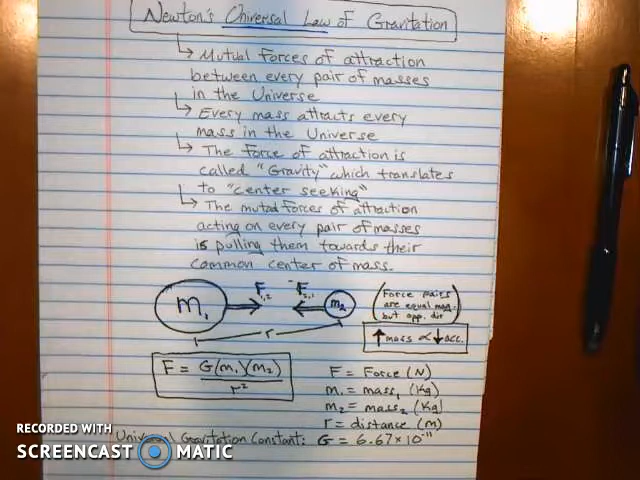 Newton's Universal Law of Gravitation
↳ Mutual forces of attraction
between every pair of masses
in the Universe
↳ Every mass attracts every
mass in the Universe
↳ The force of attraction is
called "Gravity" which translates
to "center seeking"
↳ The mutual forces of attraction
acting on every pair of masses
is pulling them towards their
common center of mass.
m₁ F₁,₂ -F₂,₁ m₂
(Force pairs
are equal mag.
but opp. dir)
r
↑mass ∝ ↓acc.
F = G(m₁)(m₂)
r²
F = Force (N)
m₁ = mass₁ (kg)
m₂ = mass₂ (kg)
r = distance (m)
Universal Gravitation Constant: G = 6.67×10⁻¹¹
RECORDED WITH
SCREENCAST MATIC